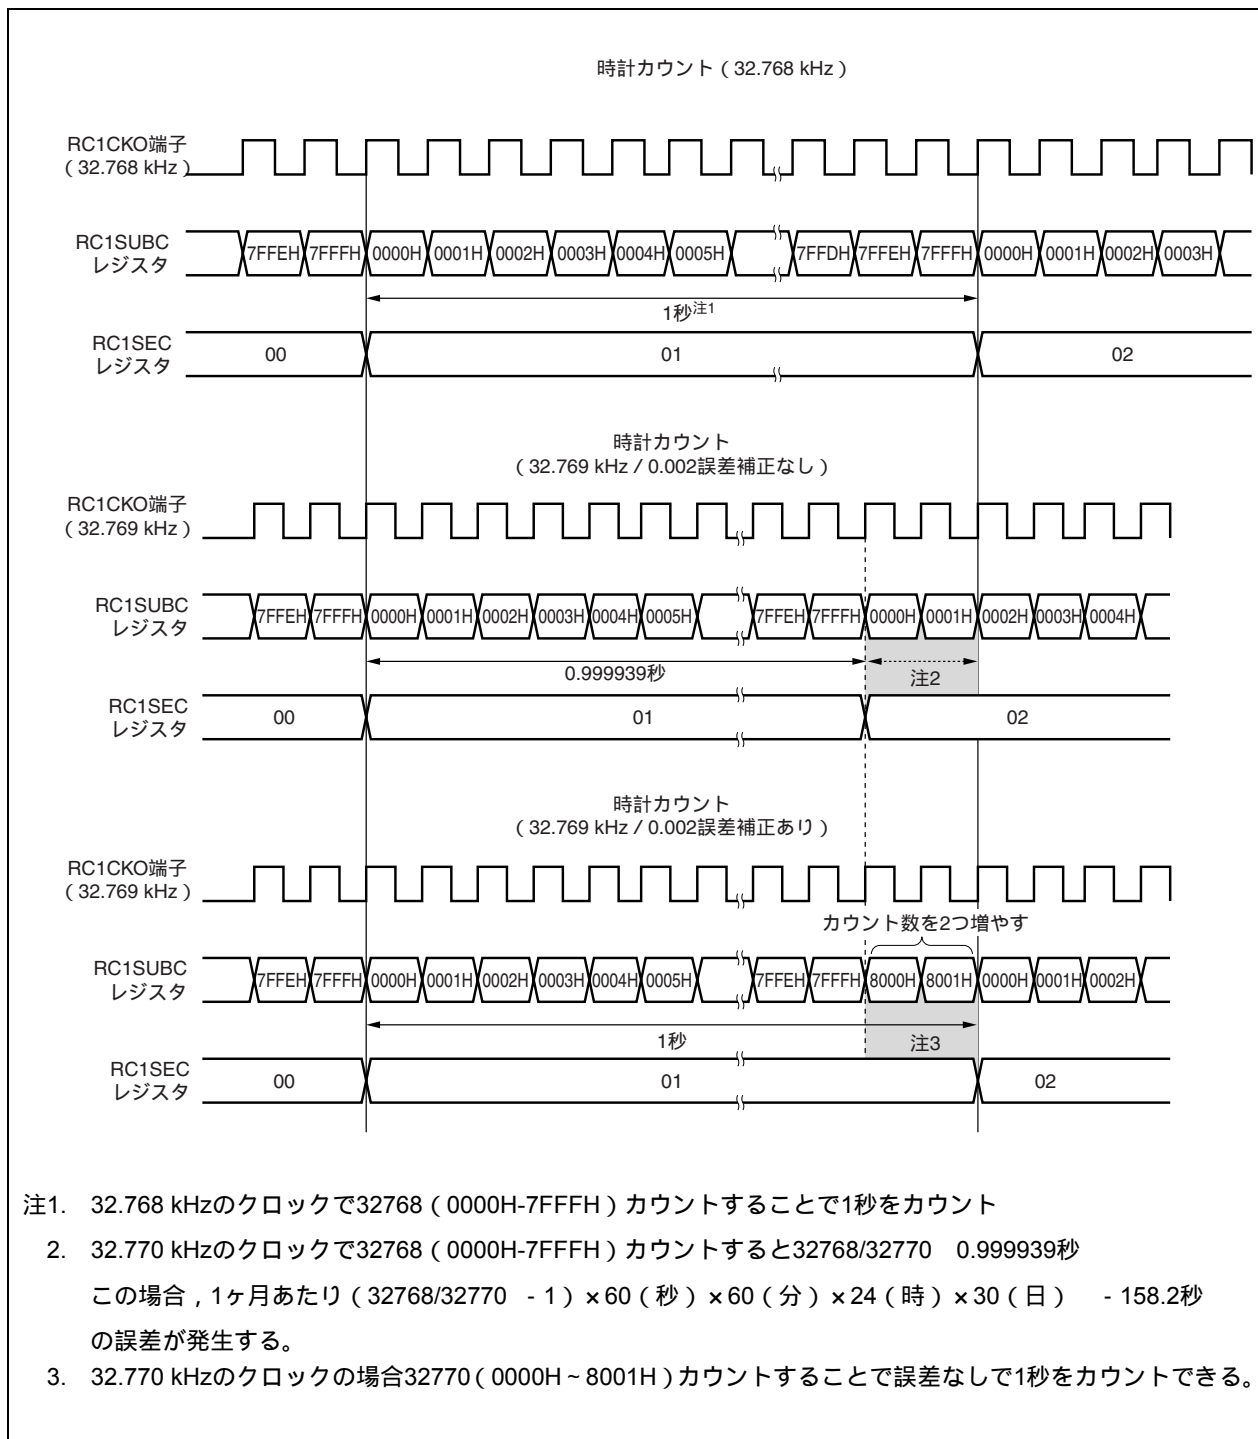 時計カウント（32.768 kHz）
RC1CKO端子
（32.768 kHz）
RC1SUBC
レジスタ
7FFEH 7FFFH 0000H 0001H 0002H 0003H 0004H 0005H 7FFDH 7FFEH 7FFFH 0000H 0001H 0002H 0003H
1秒注1
RC1SEC
レジスタ
00 01 02
時計カウント
（32.769 kHz / 0.002誤差補正なし）
RC1CKO端子
（32.769 kHz）
RC1SUBC
レジスタ
7FFEH 7FFFH 0000H 0001H 0002H 0003H 0004H 0005H 7FFEH 7FFFH 0000H 0001H 0002H 0003H 0004H
0.999939秒 注2
RC1SEC
レジスタ
00 01 02
時計カウント
（32.769 kHz / 0.002誤差補正あり）
RC1CKO端子
（32.769 kHz）
カウント数を2つ増やす
RC1SUBC
レジスタ
7FFEH 7FFFH 0000H 0001H 0002H 0003H 0004H 0005H 7FFEH 7FFFH 8000H 8001H 0000H 0001H 0002H
1秒 注3
RC1SEC
レジスタ
00 01 02
注1. 32.768 kHzのクロックで32768（0000H-7FFFH）カウントすることで1秒をカウント
2. 32.770 kHzのクロックで32768（0000H-7FFFH）カウントすると32768/32770 0.999939秒
この場合，1ヶ月あたり（32768/32770 - 1）×60（秒）×60（分）×24（時）×30（日） - 158.2秒
の誤差が発生する。
3. 32.770 kHzのクロックの場合32770（0000H ~ 8001H）カウントすることで誤差なしで1秒をカウントできる。